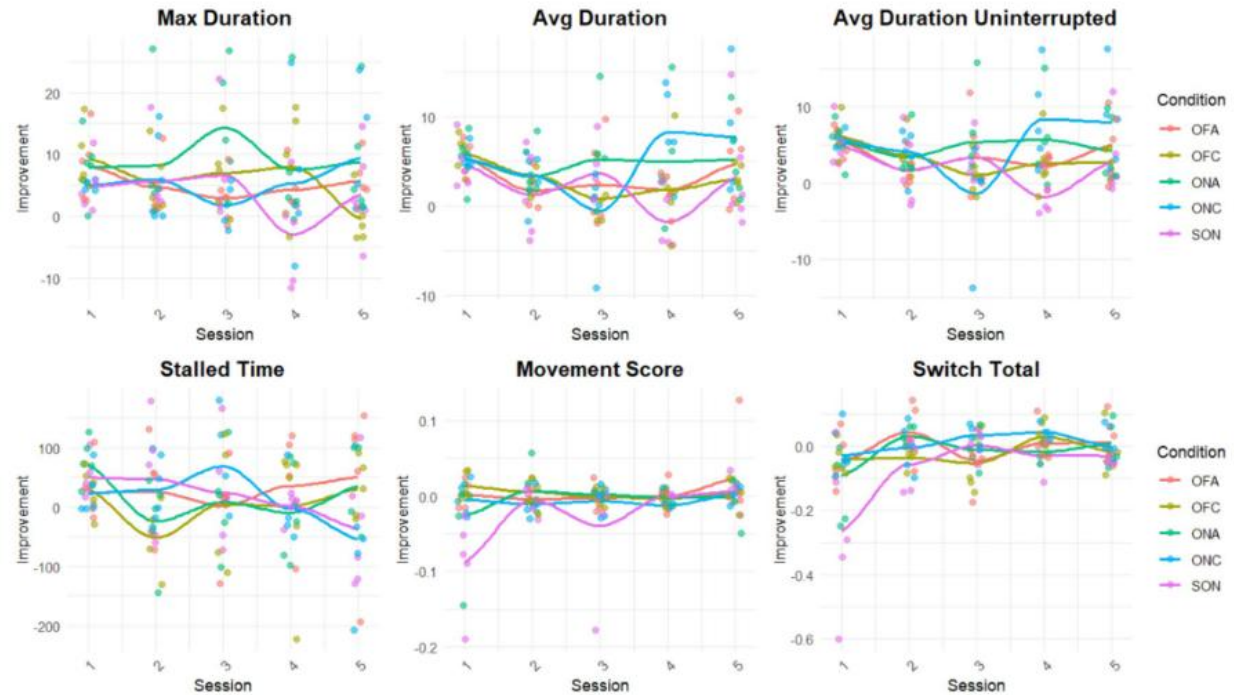 Max Duration
Avg Duration
Avg Duration Uninterrupted
Improvement
20
10
0
-10
1
2
3
4
5
Session
Improvement
10
0
-10
1
2
3
4
5
Session
Improvement
10
0
-10
1
2
3
4
5
Session
Condition
OFA
OFC
ONA
ONC
SON
Stalled Time
Movement Score
Switch Total
Improvement
100
0
-100
-200
1
2
3
4
5
Session
Improvement
0.1
0.0
-0.1
-0.2
1
2
3
4
5
Session
Improvement
0.0
-0.2
-0.4
-0.6
1
2
3
4
5
Session
Condition
OFA
OFC
ONA
ONC
SON